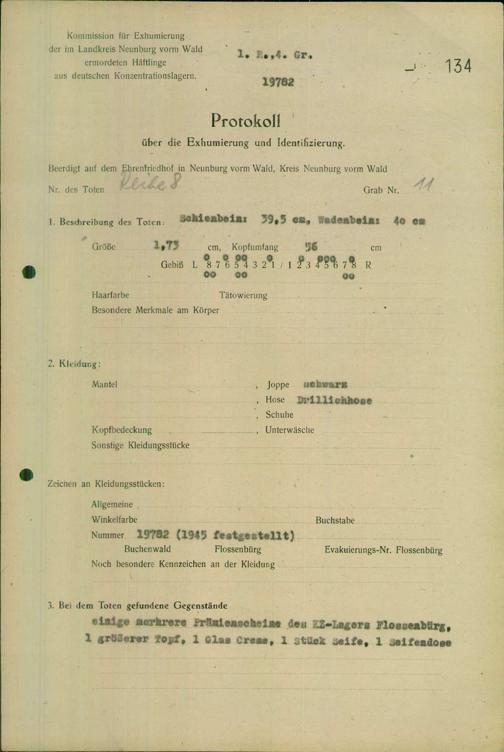 Kommission für Exhumierung
der im Landkreis Neunburg vorm Wald
ermordeten Häftlinge
aus deutschen Konzentrationslagern.
1. R.,4. Gr.
19782
134
Protokoll
über die Exhumierung und Identifizierung.
Beerdigt auf dem Ehrenfriedhof in Neunburg vorm Wald, Kreis Neunburg vorm Wald
Nr. des Toten Reihe 8 Grab Nr. 11
1. Beschreibung des Toten: Schienbein: 39,5 cm, Wadenbein: 40 cm
Größe 1,73 cm, Kopfumfang 56 cm
Gebiß L 8 7 6 5 4 3 2 1 / 1 2 3 4 5 6 7 8 R
Haarfarbe Tätowierung
Besondere Merkmale am Körper
2. Kleidung:
Mantel , Joppe schwarz
, Hose Drillichhose
, Schuhe
Kopfbedeckung , Unterwäsche
Sonstige Kleidungsstücke
Zeichen an Kleidungsstücken:
Allgemeine
Winkelfarbe Buchstabe
Nummer 19782 (1945 festgestellt)
Buchenwald Flossenbürg Evakuierungs-Nr. Flossenbürg
Noch besondere Kennzeichen an der Kleidung
3. Bei dem Toten gefundene Gegenstände
einige merhrere Prämienscheine des KZ-Lagers Flossenbürg,
1 größerer Topf, 1 Glas Creme, 1 Stück Seife, 1 Seifendose